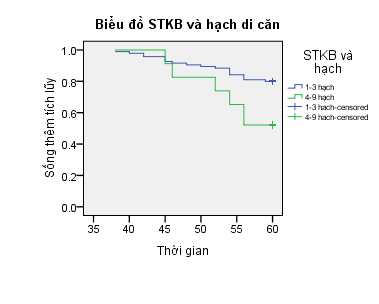 Biểu đồ STKB và hạch di căn
Sống thêm tích lũy
1.0
0.8
0.6
0.4
0.2
0.0
35
40
45
50
55
60
Thời gian
STKB và
hạch
1-3 hạch
4-9 hạch
1-3 hạch-censored
4-9 hạch-censored